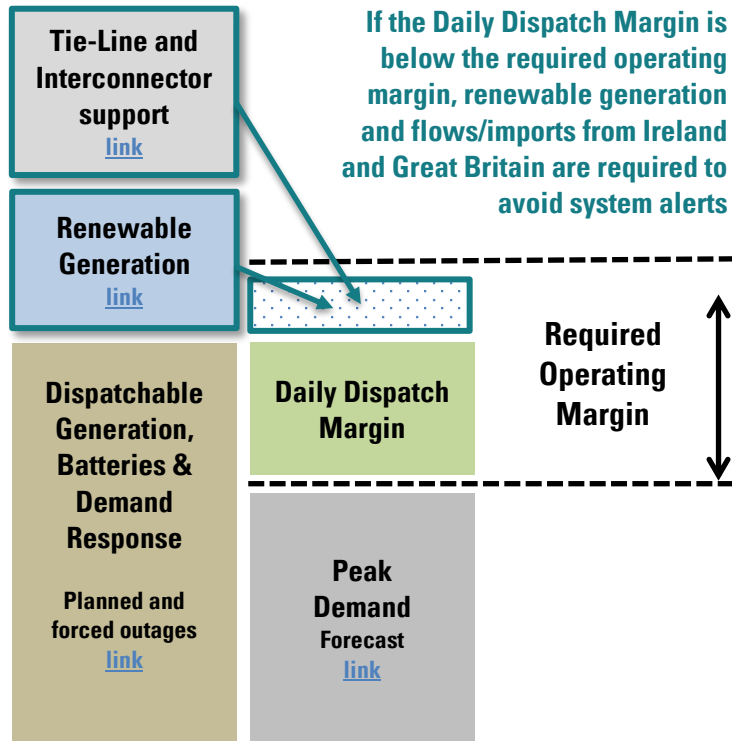 Tie-Line and
Interconnector
support
link
If the Daily Dispatch Margin is
below the required operating
margin, renewable generation
and flows/imports from Ireland
and Great Britain are required to
avoid system alerts
Renewable
Generation
link
Dispatchable
Generation,
Batteries &
Demand
Response
Planned and
forced outages
link
Daily Dispatch
Margin
Required
Operating
Margin
Peak
Demand
Forecast
link